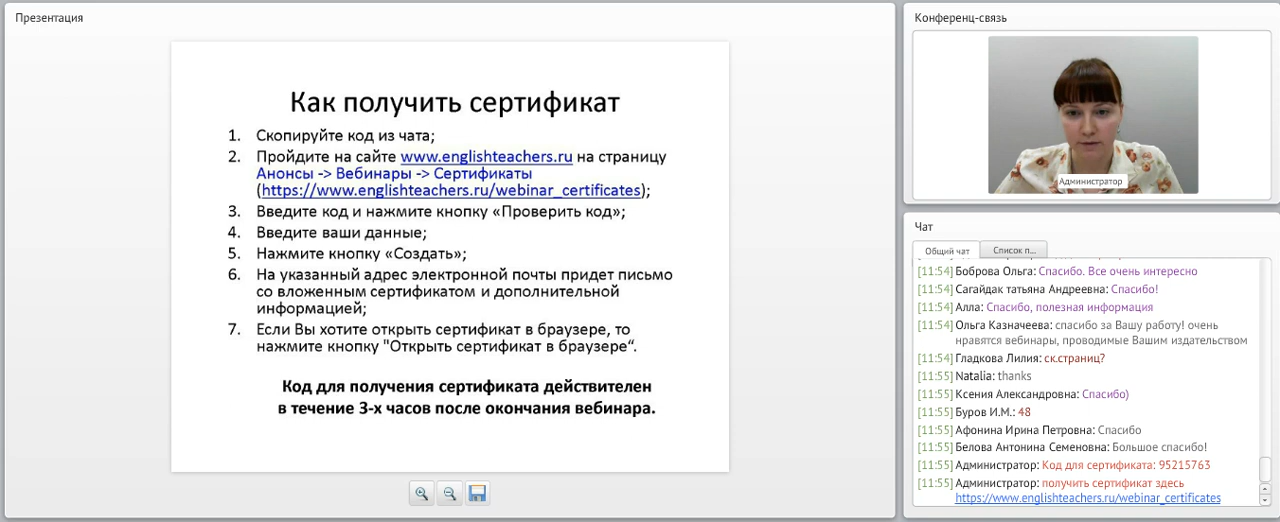 Презентация
Как получить сертификат
1. Скопируйте код из чата;
2. Пройдите на сайте www.englishteachers.ru на страницу
Анонсы -> Вебинары -> Сертификаты
(https://www.englishteachers.ru/webinar_certificates);
3. Введите код и нажмите кнопку «Проверить код»;
4. Введите ваши данные;
5. Нажмите кнопку «Создать»;
6. На указанный адрес электронной почты придет письмо
со вложенным сертификатом и дополнительной
информацией;
7. Если Вы хотите открыть сертификат в браузере, то
нажмите кнопку "Открыть сертификат в браузере“.
Код для получения сертификата действителен
в течение 3-х часов после окончания вебинара.
Конференц-связь
Администратор
Чат
Общий чат
Список п...
[11:54] Боброва Ольга: Спасибо. Все очень интересно
[11:54] Сагайдак татьяна Андреевна: Спасибо!
[11:54] Алла: Спасибо, полезная информация
[11:54] Ольга Казначеева: спасибо за Вашу работу! очень
нравятся вебинары, проводимые Вашим издательством
[11:54] Гладкова Лилия: ск.страниц?
[11:55] Natalia: thanks
[11:55] Ксения Александровна: Спасибо)
[11:55] Буров И.М.: 48
[11:55] Афонина Ирина Петровна: Спасибо
[11:55] Белова Антонина Семеновна: Большое спасибо!
[11:55] Администратор: Код для сертификата: 95215763
[11:55] Администратор: получить сертификат здесь
https://www.englishteachers.ru/webinar_certificates